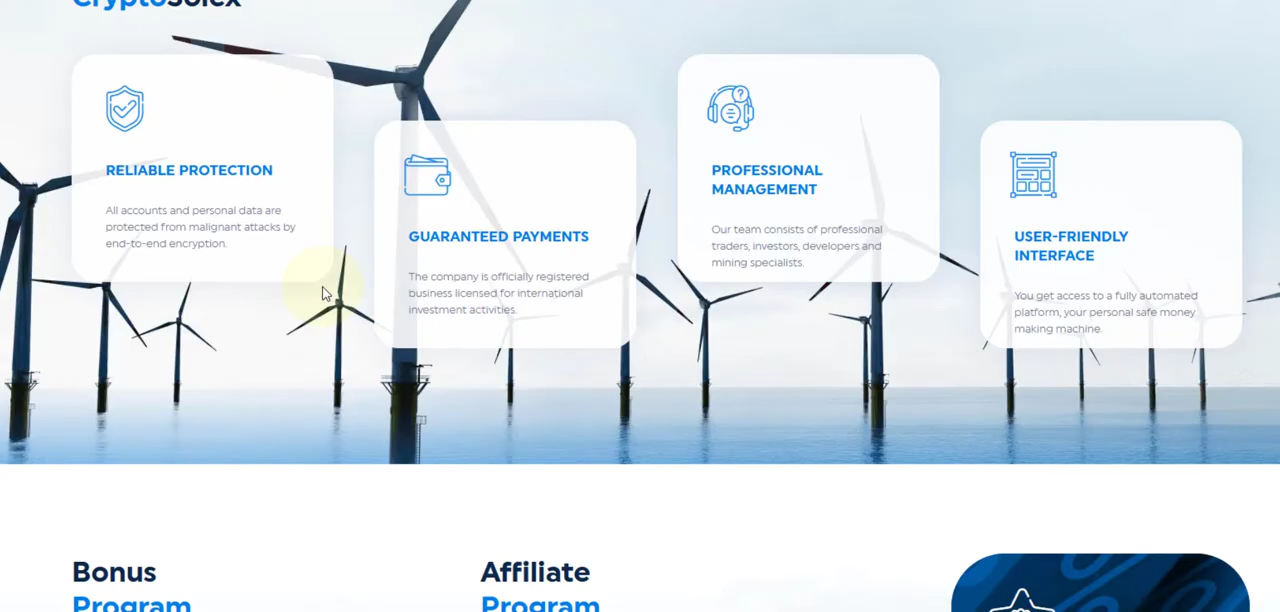 CryptoSolex
RELIABLE PROTECTION
All accounts and personal data are
protected from malignant attacks by
end-to-end encryption.
GUARANTEED PAYMENTS
The company is officially registered
business licensed for international
investment activities.
PROFESSIONAL
MANAGEMENT
Our team consists of professional
traders, investors, developers and
mining specialists.
USER-FRIENDLY
INTERFACE
You get access to a fully automated
platform, your personal safe money
making machine.
Bonus
Program
Affiliate
Program